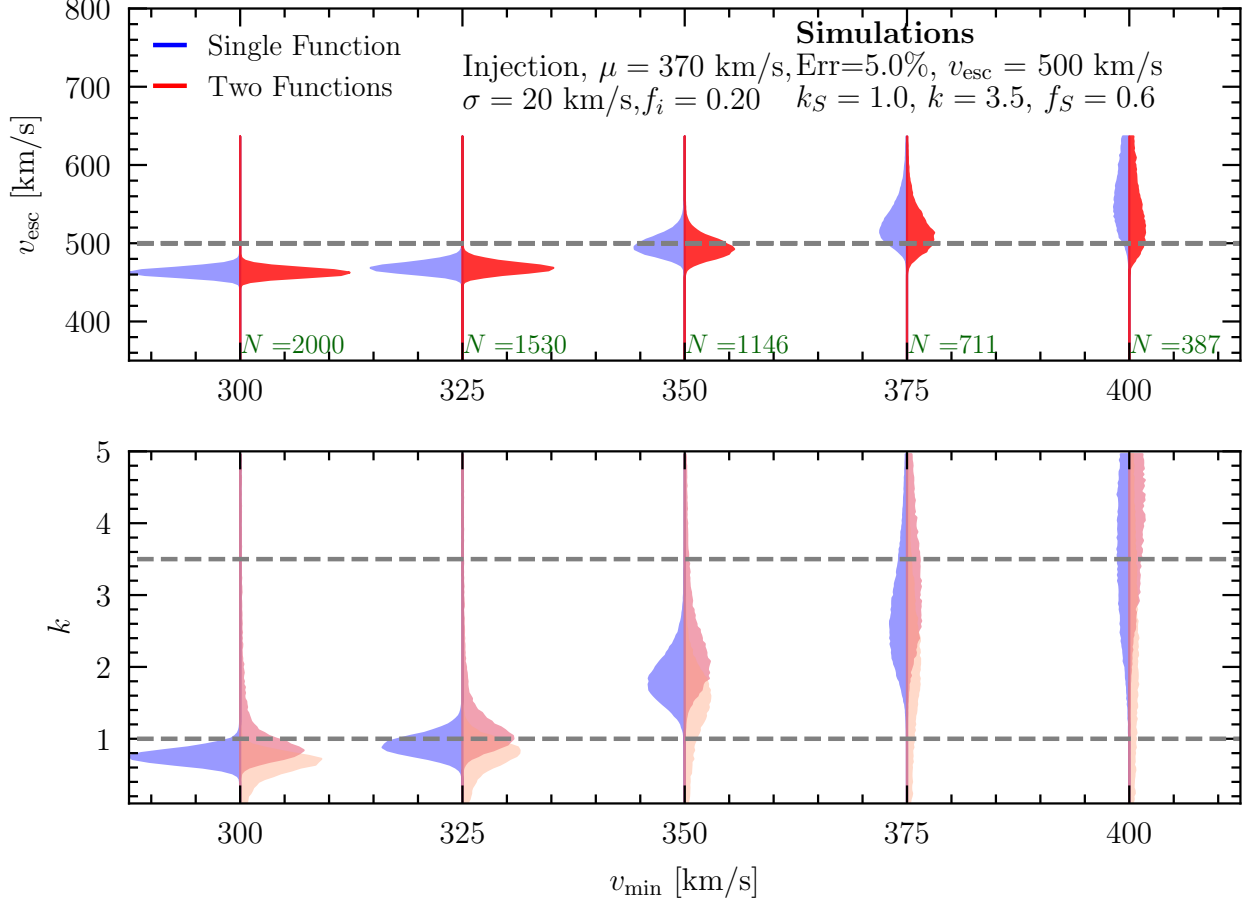 800
700
600
500
400
v_esc [km/s]
Single Function
Two Functions
Injection, μ = 370 km/s,
σ = 20 km/s,f_i = 0.20
Simulations
Err=5.0%, v_esc = 500 km/s
k_S = 1.0, k = 3.5, f_S = 0.6
N =2000
N =1530
N =1146
N =711
N =387
300 325 350 375 400
5
4
3
2
1
k
300 325 350 375 400
v_min [km/s]